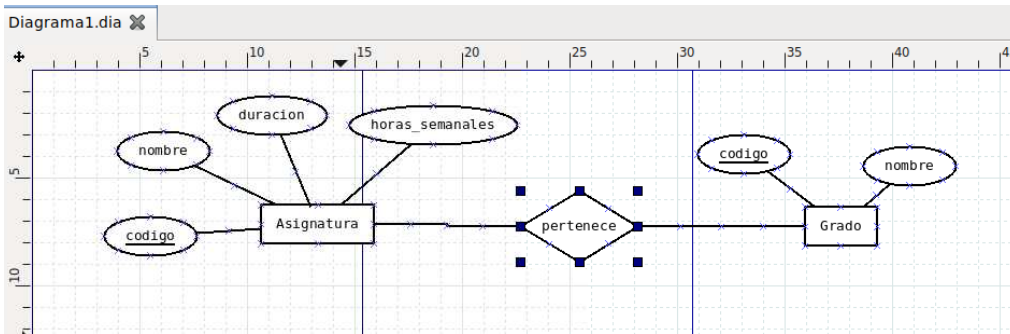 Diagrama1.dia
5 10 15 20 25 30 35 40 4
duracion
horas_semanales
nombre
codigo
nombre
5
Asignatura
pertenece
Grado
codigo
10